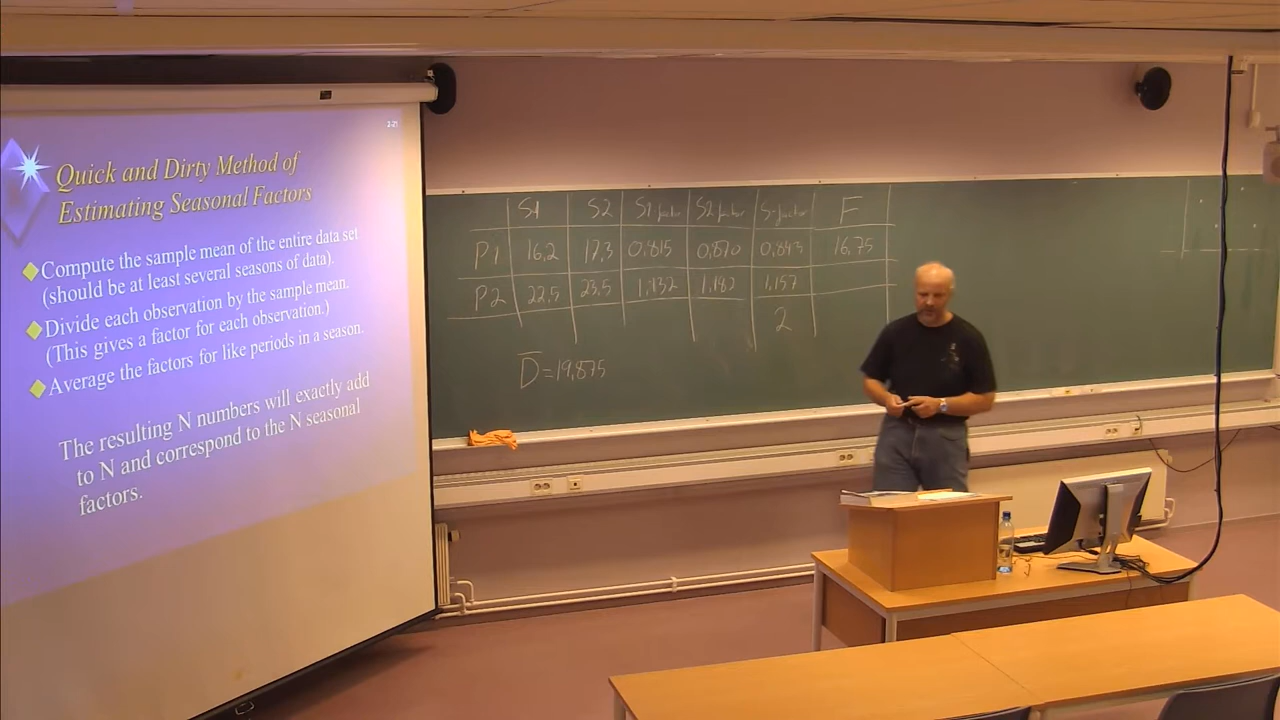 2-21
Quick and Dirty Method of
Estimating Seasonal Factors
Compute the sample mean of the entire data set
(should be at least several seasons of data).
Divide each observation by the sample mean.
(This gives a factor for each observation.)
Average the factors for like periods in a season.
The resulting N numbers will exactly add
to N and correspond to the N seasonal
factors.
S1 S2 S1 factor S2 factor S-factor F
P1 16,2 17,3 0,815 0,870 0,843 16,75
P2 22,5 23,5 1,132 1,182 1,157
2
D̅=19,875